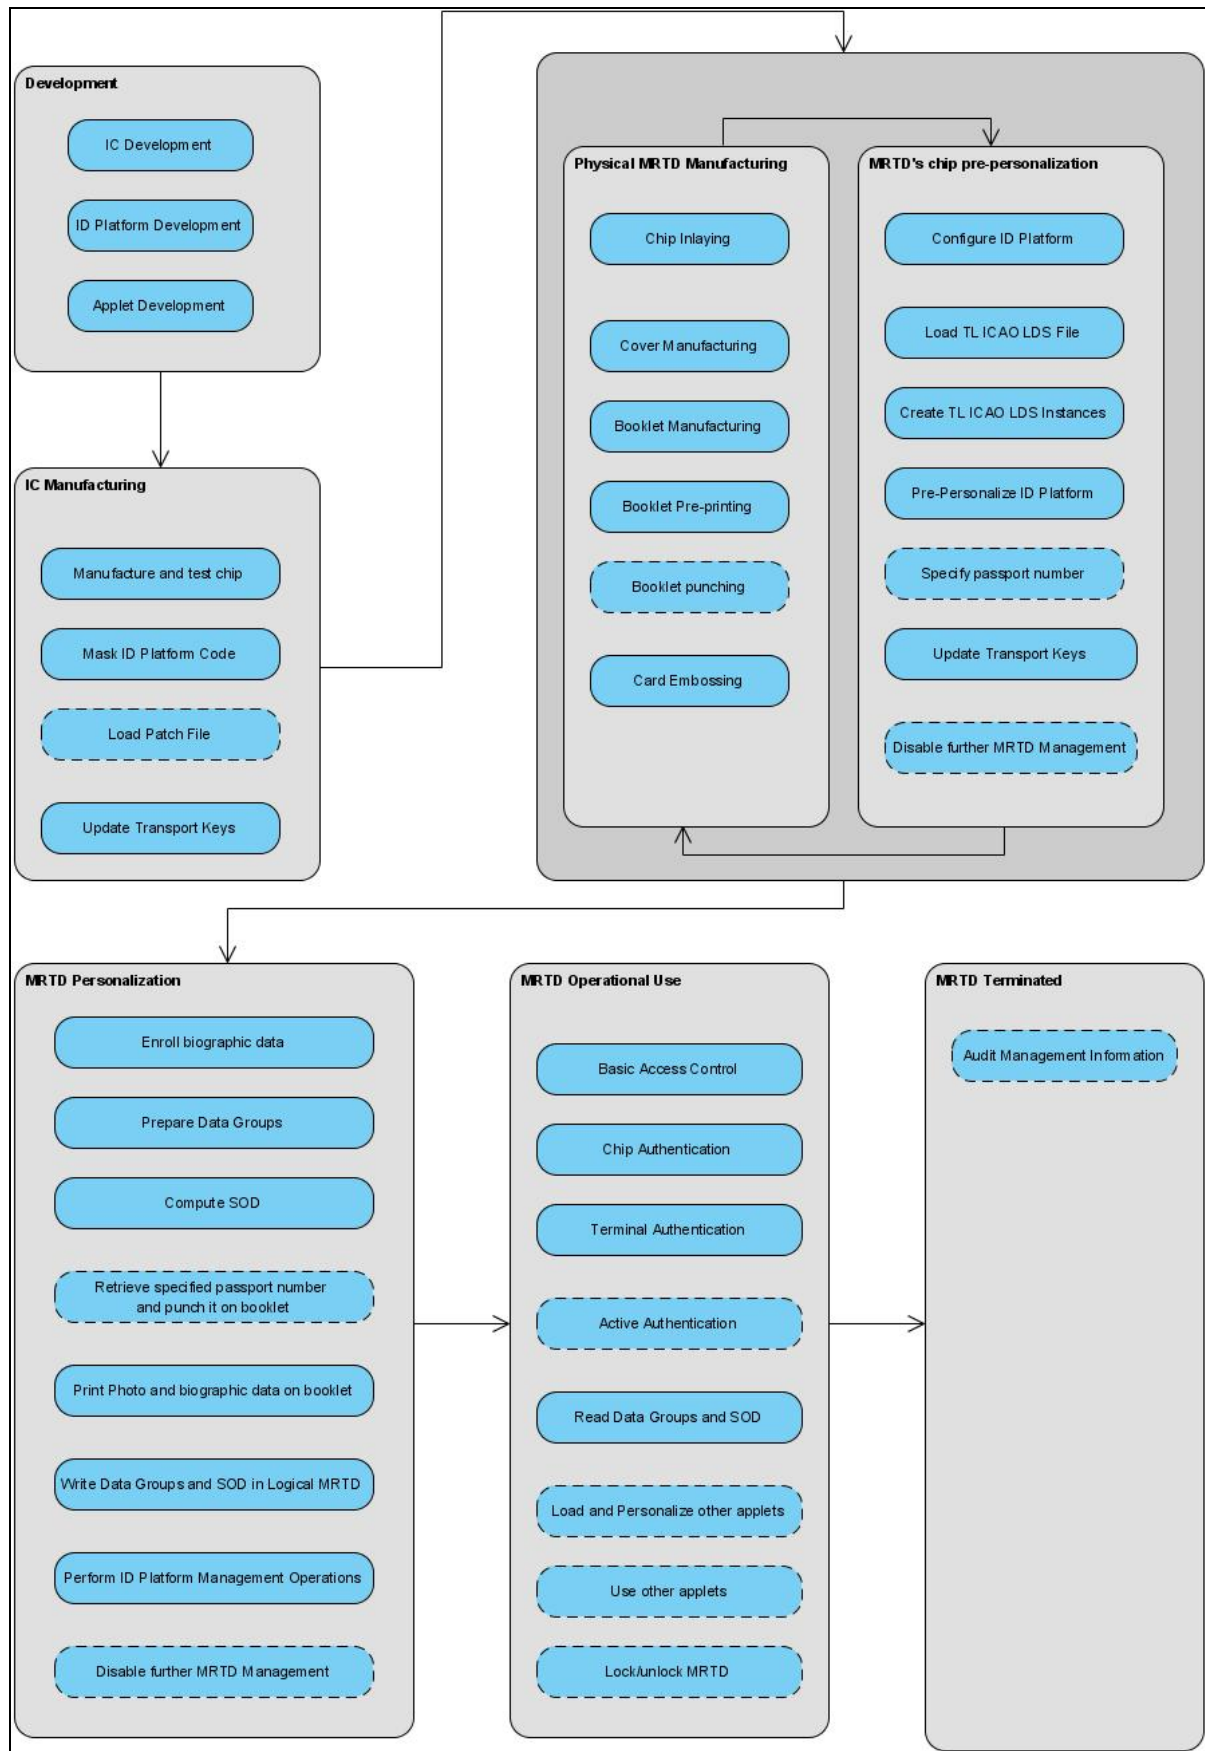 Development
IC Development
ID Platform Development
Applet Development
IC Manufacturing
Manufacture and test chip
Mask ID Platform Code
Load Patch File
Update Transport Keys
Physical MRTD Manufacturing
Chip Inlaying
Cover Manufacturing
Booklet Manufacturing
Booklet Pre-printing
Booklet punching
Card Embossing
MRTD's chip pre-personalization
Configure ID Platform
Load TL ICAO LDS File
Create TL ICAO LDS Instances
Pre-Personalize ID Platform
Specify passport number
Update Transport Keys
Disable further MRTD Management
MRTD Personalization
Enroll biographic data
Prepare Data Groups
Compute SOD
Retrieve specified passport number
and punch it on booklet
Print Photo and biographic data on booklet
Write Data Groups and SOD in Logical MRTD
Perform ID Platform Management Operations
Disable further MRTD Management
MRTD Operational Use
Basic Access Control
Chip Authentication
Terminal Authentication
Active Authentication
Read Data Groups and SOD
Load and Personalize other applets
Use other applets
Lock/unlock MRTD
MRTD Terminated
Audit Management Information